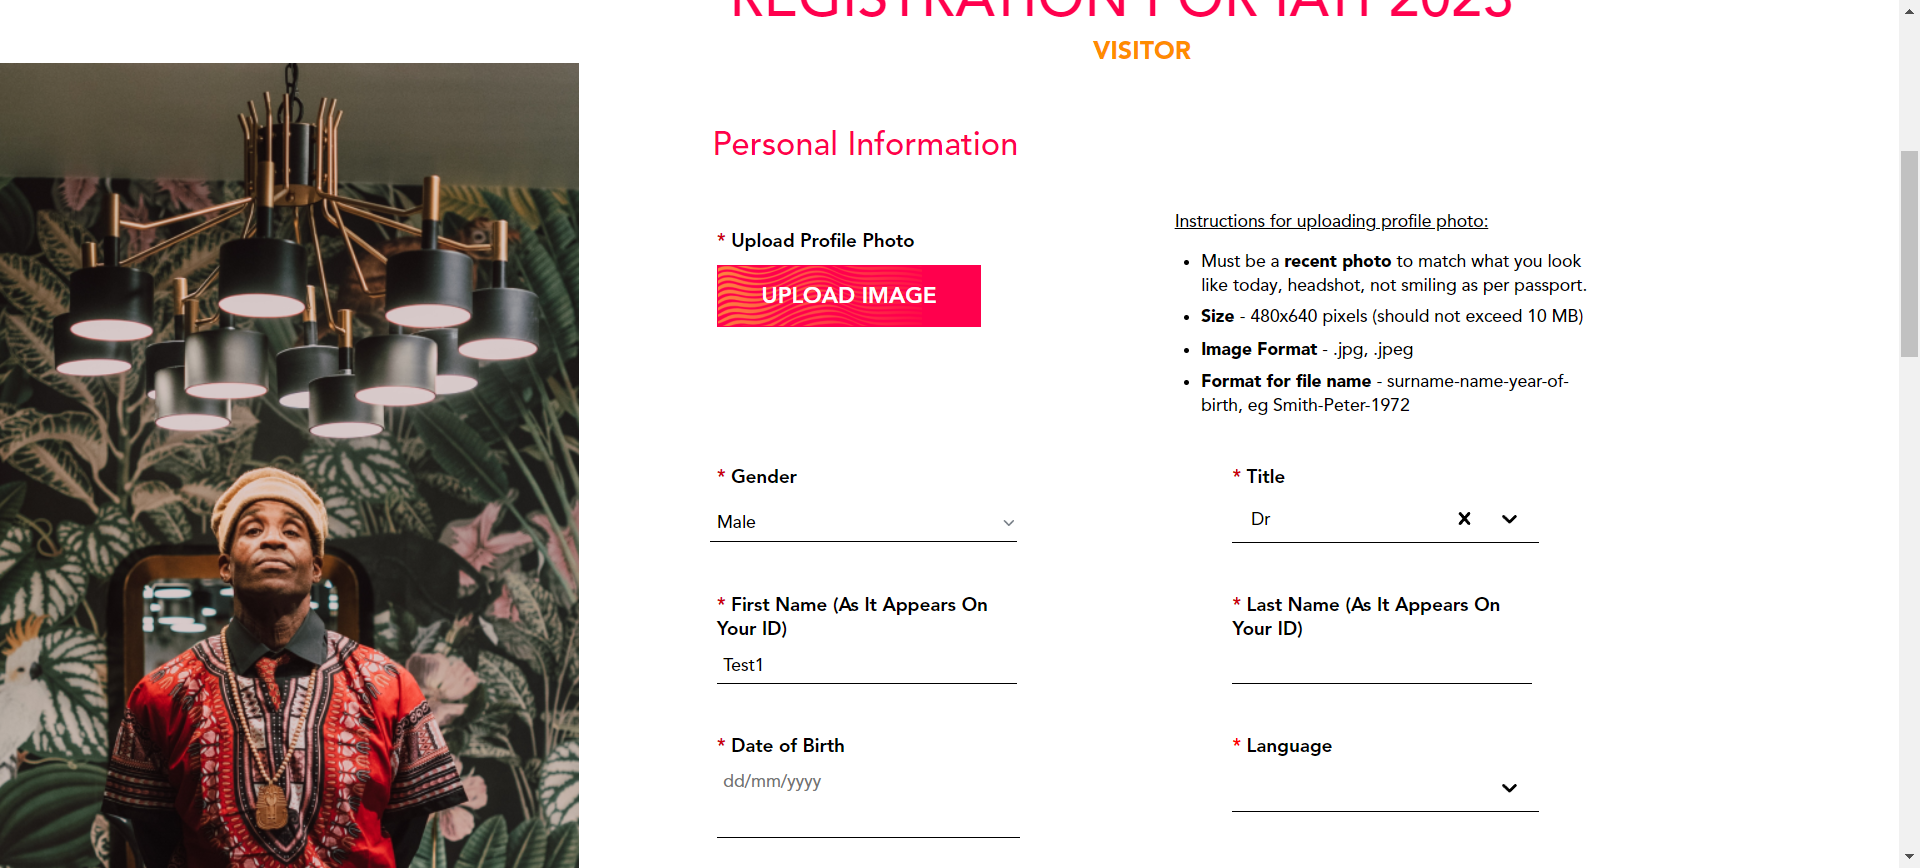 REGISTRATION FOR IATF 2023
VISITOR
Personal Information
* Upload Profile Photo
UPLOAD IMAGE
Instructions for uploading profile photo:
• Must be a recent photo to match what you look
like today, headshot, not smiling as per passport.
• Size - 480x640 pixels (should not exceed 10 MB)
• Image Format - .jpg, .jpeg
• Format for file name - surname-name-year-of-
birth, eg Smith-Peter-1972
* Gender
Male
* Title
Dr
* First Name (As It Appears On
Your ID)
Test1
* Last Name (As It Appears On
Your ID)
* Date of Birth
dd/mm/yyyy
* Language